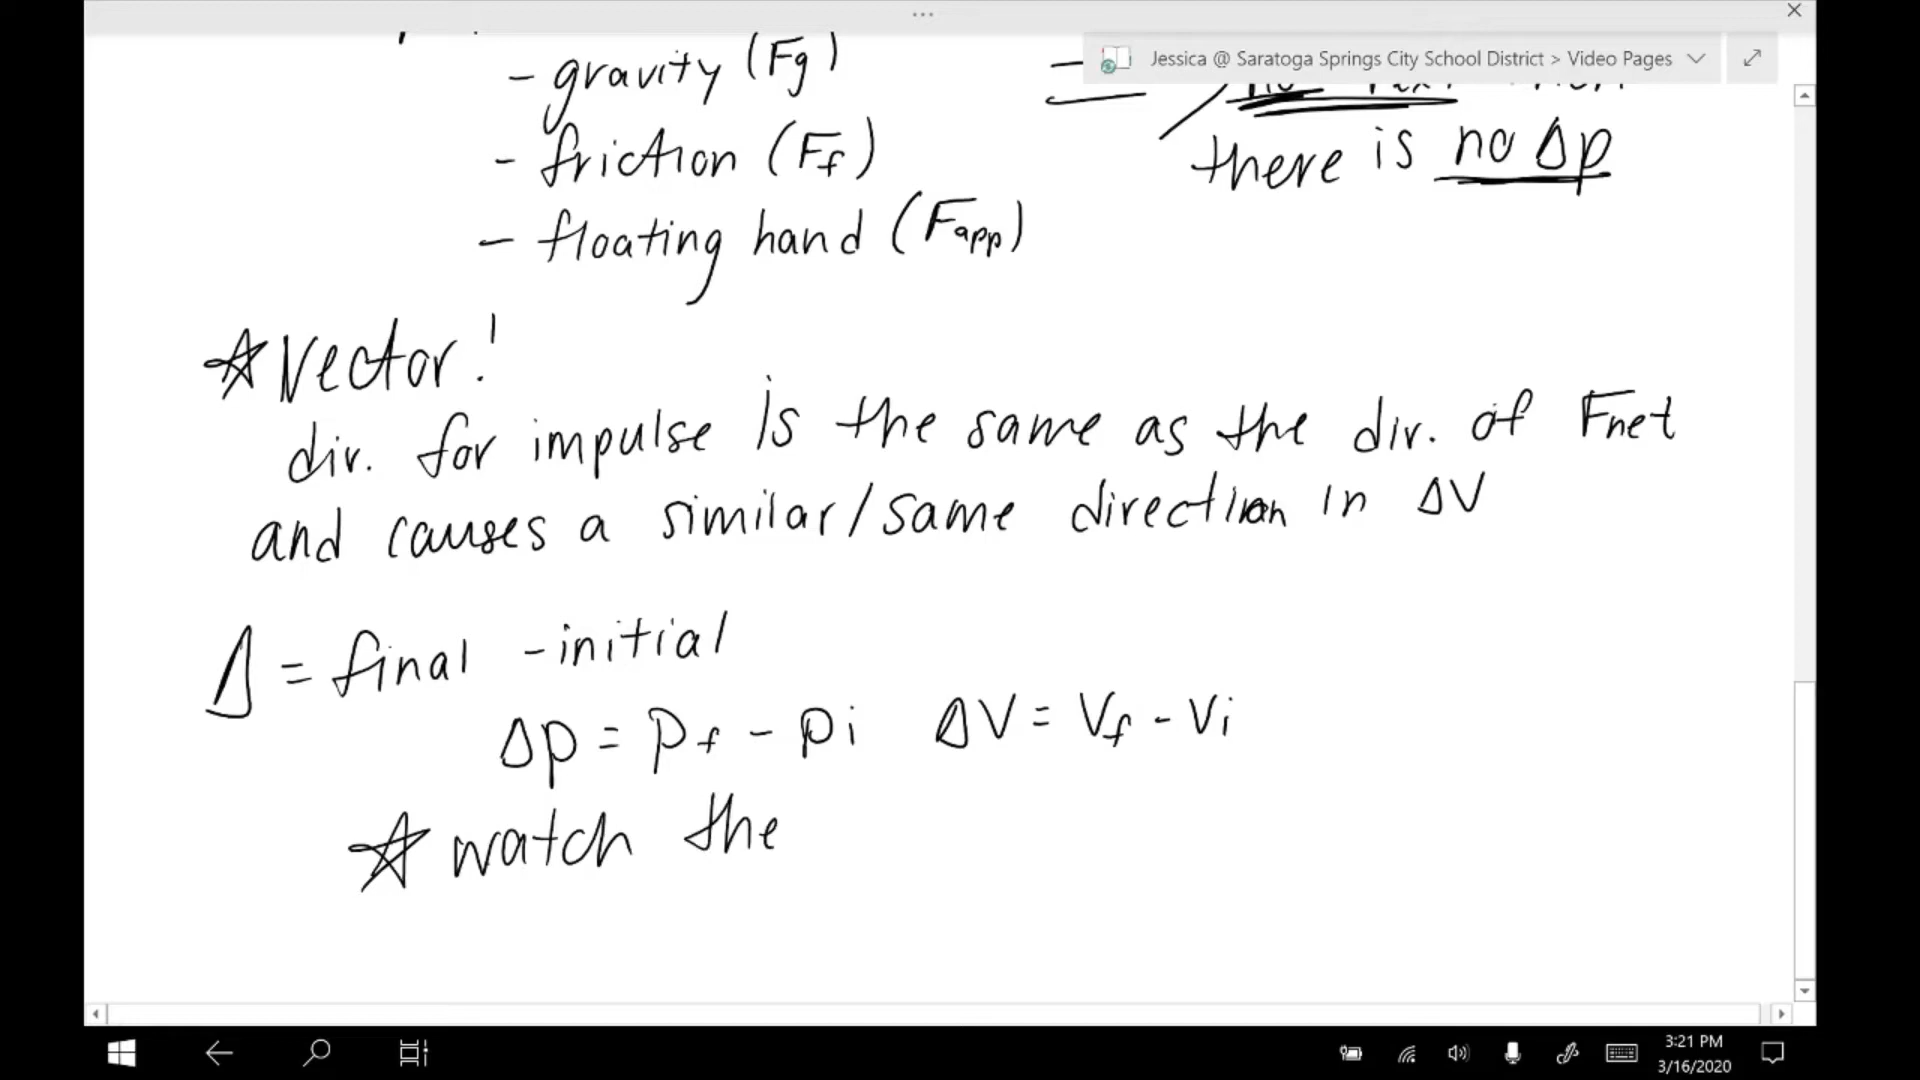 ...
Jessica @ Saratoga Springs City School District > Video Pages
- gravity (Fg)
- friction (Ff)
- floating hand (Fapp)
there is no Δp
☆ Vector!
dir. for impulse is the same as the dir. of Fnet
and causes a similar/same direction in ΔV
Δ = final - initial
Δp = pf - pi ΔV = Vf - Vi
☆ watch the
3:21 PM
3/16/2020